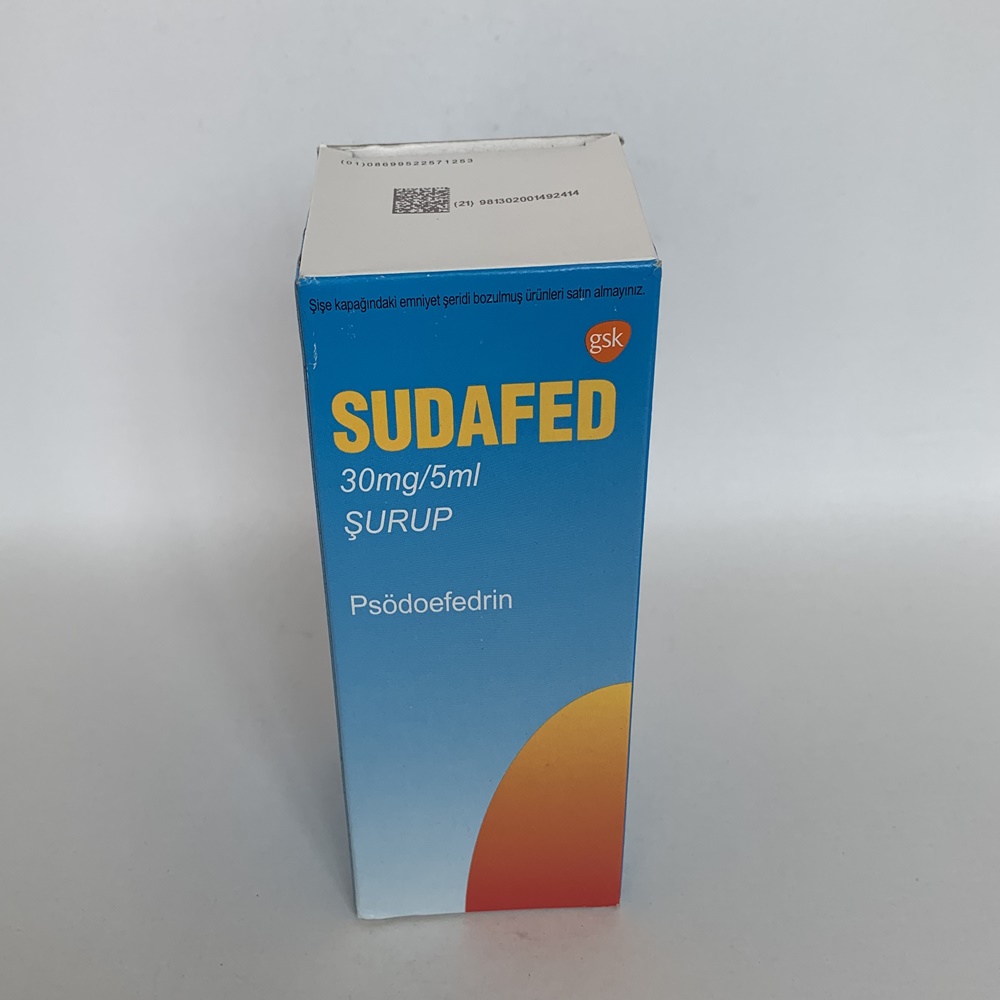 (01)08699522571253
(21) 981302001492414
Şişe kapağındaki emniyet şeridi bozulmuş ürünleri satın almayınız.
gsk
SUDAFED
30mg/5ml
ŞURUP
Psödoefedrin